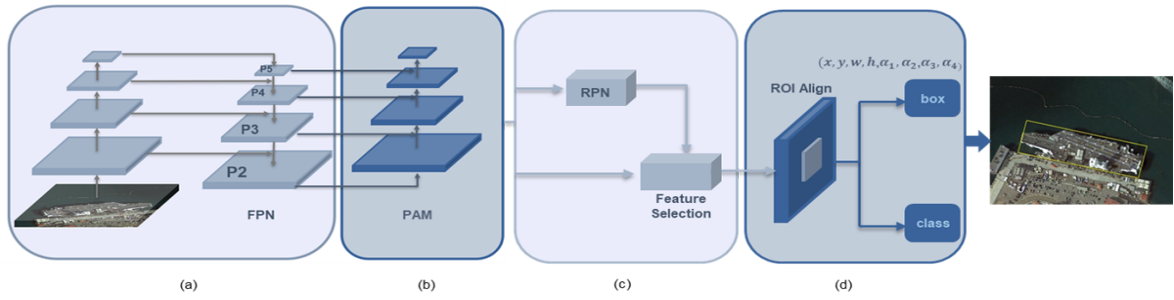 P5
P4
P3
P2
FPN
PAM
RPN
Feature
Selection
(x, y, w, h,α₁, α₂, α₃, α₄)
ROI Align
box
class
(a)
(b)
(c)
(d)